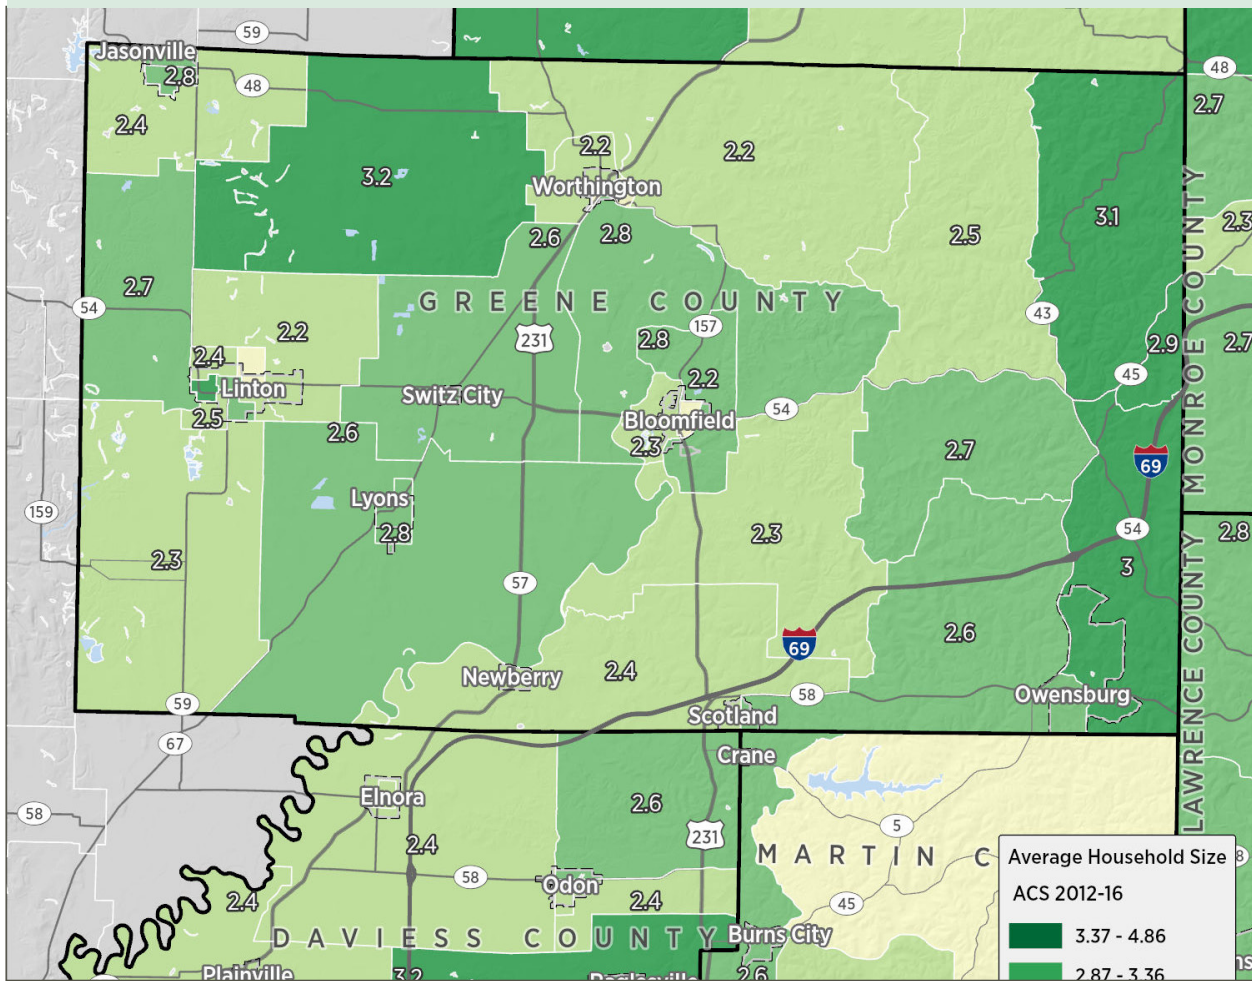 59
48
Jasonville
2.8
48
2.7
2.4
2.2
2.2
3.2
Worthington
3.1
2.3
2.6
2.8
2.5
2.7
54
GREENE COUNTY
43
MONROE COUNTY
2.2
231
157
2.8
2.9
2.7
2.4
45
Linton
Switz City
2.2
54
2.5
2.6
Bloomfield
2.3
2.7
69
Lyons
159
2.8
2.3
2.3
54
2.8
3
57
69
2.6
LAWRENCE COUNTY
Newberry
2.4
58
Owensburg
59
Scotland
67
Crane
58
Elnora
2.6
5
231
2.4
MARTIN C
58
Odon
45
2.4
2.4
DAVIESS COUNTY
Burns City
Plainville
3.2
2.6
Average Household Size
ACS 2012-16
3.37 - 4.86
2.87 - 3.36